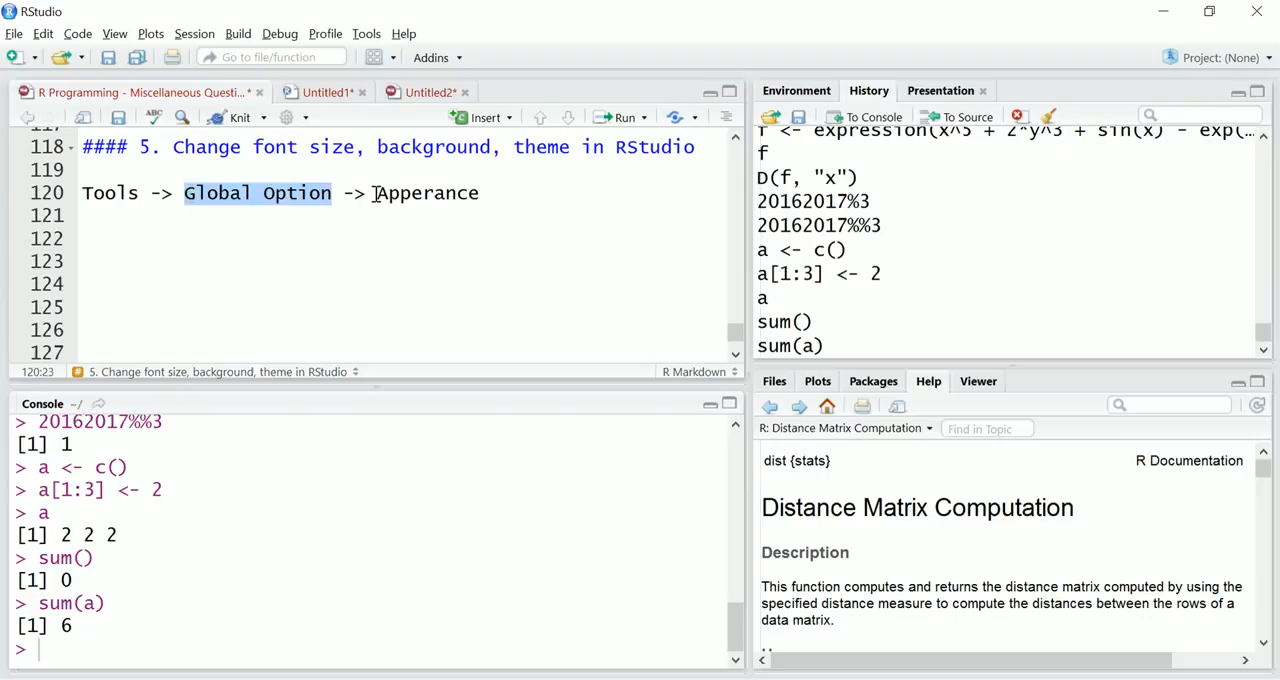 RStudio
File Edit Code View Plots Session Build Debug Profile Tools Help
Go to file/function Addins Project: (None)
R Programming - Miscellaneous Questi...* Untitled1* Untitled2*
ABC Knit Insert Run
118 #### 5. Change font size, background, theme in RStudio
119
120 Tools -> Global Option -> Apperance
121
122
123
124
125
126
127
120:23 5. Change font size, background, theme in RStudio R Markdown
Console ~/
> 20162017%%3
[1] 1
> a <- c()
> a[1:3] <- 2
> a
[1] 2 2 2
> sum()
[1] 0
> sum(a)
[1] 6
>
Environment History Presentation
To Console To Source
f <- expression(x^5 + 2*y^3 + sin(x) - exp(…
f
D(f, "x")
20162017%3
20162017%%3
a <- c()
a[1:3] <- 2
a
sum()
sum(a)
Files Plots Packages Help Viewer
R: Distance Matrix Computation Find in Topic
dist {stats} R Documentation
Distance Matrix Computation
Description
This function computes and returns the distance matrix computed by using the
specified distance measure to compute the distances between the rows of a
data matrix.